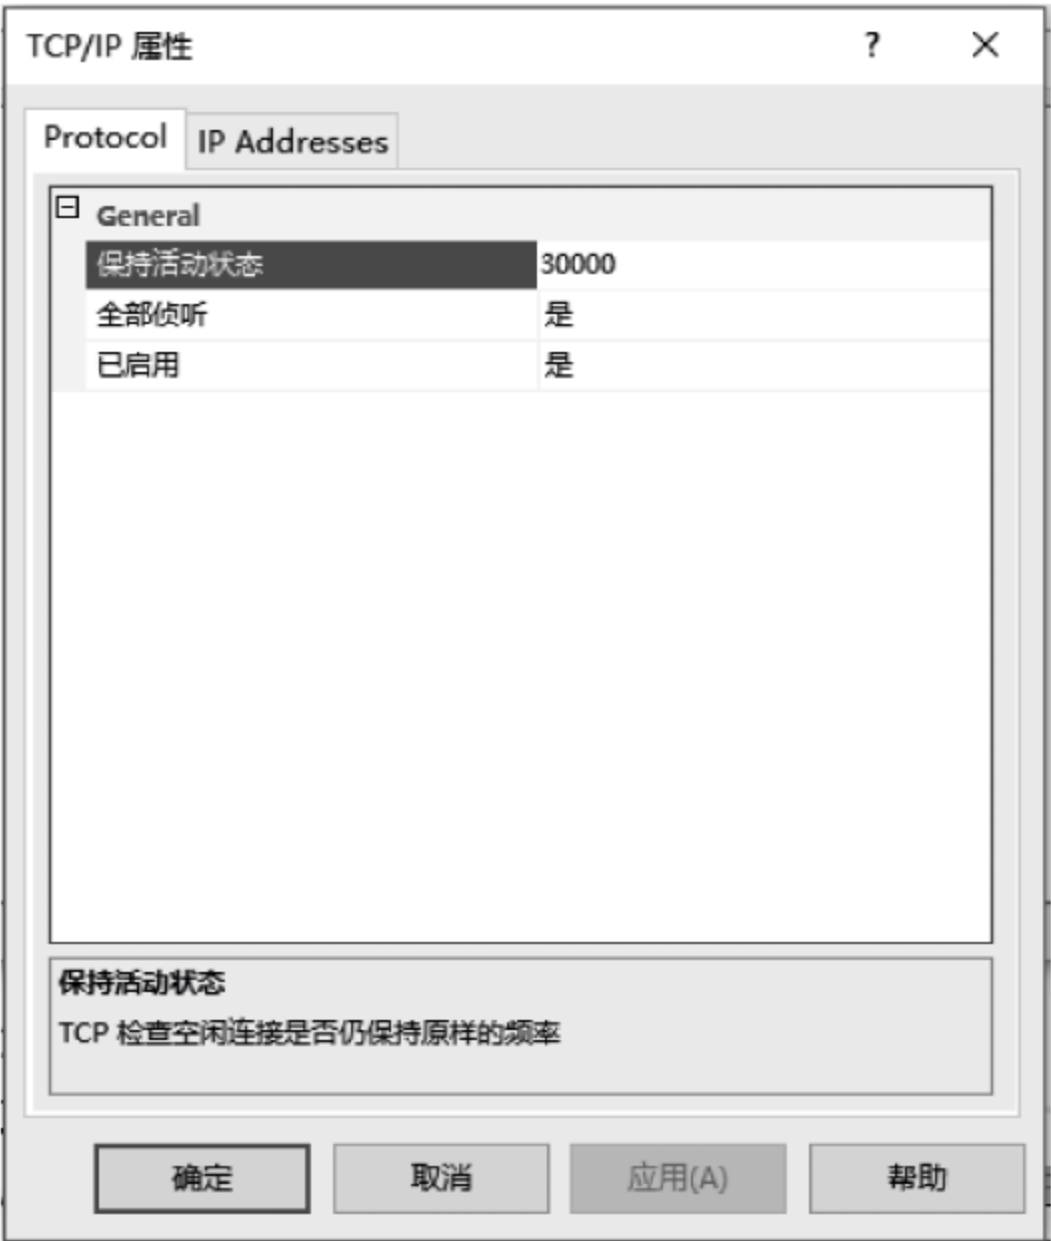 TCP/IP 属性
?
Protocol
IP Addresses
General
保持活动状态 30000
全部侦听 是
已启用 是
保持活动状态
TCP 检查空闲连接是否仍保持原样的频率
确定 取消 应用(A) 帮助